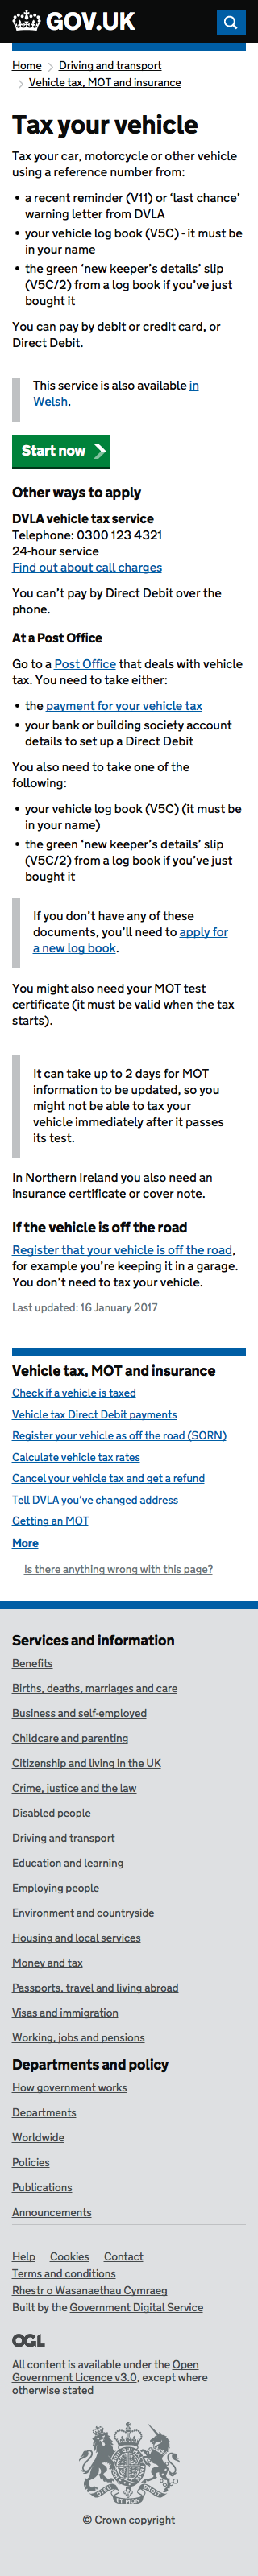 GOV.UK
Home
Driving and transport
Vehicle tax, MOT and insurance
Tax your vehicle
Tax your car, motorcycle or other vehicle
using a reference number from:
• a recent reminder (V11) or ‘last chance’
warning letter from DVLA
• your vehicle log book (V5C) - it must be
in your name
• the green ‘new keeper’s details’ slip
(V5C/2) from a log book if you’ve just
bought it
You can pay by debit or credit card, or
Direct Debit.
This service is also available in
Welsh.
Start now
Other ways to apply
DVLA vehicle tax service
Telephone: 0300 123 4321
24-hour service
Find out about call charges
You can’t pay by Direct Debit over the
phone.
At a Post Office
Go to a Post Office that deals with vehicle
tax. You need to take either:
• the payment for your vehicle tax
• your bank or building society account
details to set up a Direct Debit
You also need to take one of the
following:
• your vehicle log book (V5C) (it must be
in your name)
• the green ‘new keeper’s details’ slip
(V5C/2) from a log book if you’ve just
bought it
If you don’t have any of these
documents, you’ll need to apply for
a new log book.
You might also need your MOT test
certificate (it must be valid when the tax
starts).
It can take up to 2 days for MOT
information to be updated, so you
might not be able to tax your
vehicle immediately after it passes
its test.
In Northern Ireland you also need an
insurance certificate or cover note.
If the vehicle is off the road
Register that your vehicle is off the road,
for example you’re keeping it in a garage.
You don’t need to tax your vehicle.
Last updated: 16 January 2017
Vehicle tax, MOT and insurance
Check if a vehicle is taxed
Vehicle tax Direct Debit payments
Register your vehicle as off the road (SORN)
Calculate vehicle tax rates
Cancel your vehicle tax and get a refund
Tell DVLA you’ve changed address
Getting an MOT
More
Is there anything wrong with this page?
Services and information
Benefits
Births, deaths, marriages and care
Business and self-employed
Childcare and parenting
Citizenship and living in the UK
Crime, justice and the law
Disabled people
Driving and transport
Education and learning
Employing people
Environment and countryside
Housing and local services
Money and tax
Passports, travel and living abroad
Visas and immigration
Working, jobs and pensions
Departments and policy
How government works
Departments
Worldwide
Policies
Publications
Announcements
Help Cookies Contact
Terms and conditions
Rhestr o Wasanaethau Cymraeg
Built by the Government Digital Service
OGL
All content is available under the Open
Government Licence v3.0, except where
otherwise stated
© Crown copyright